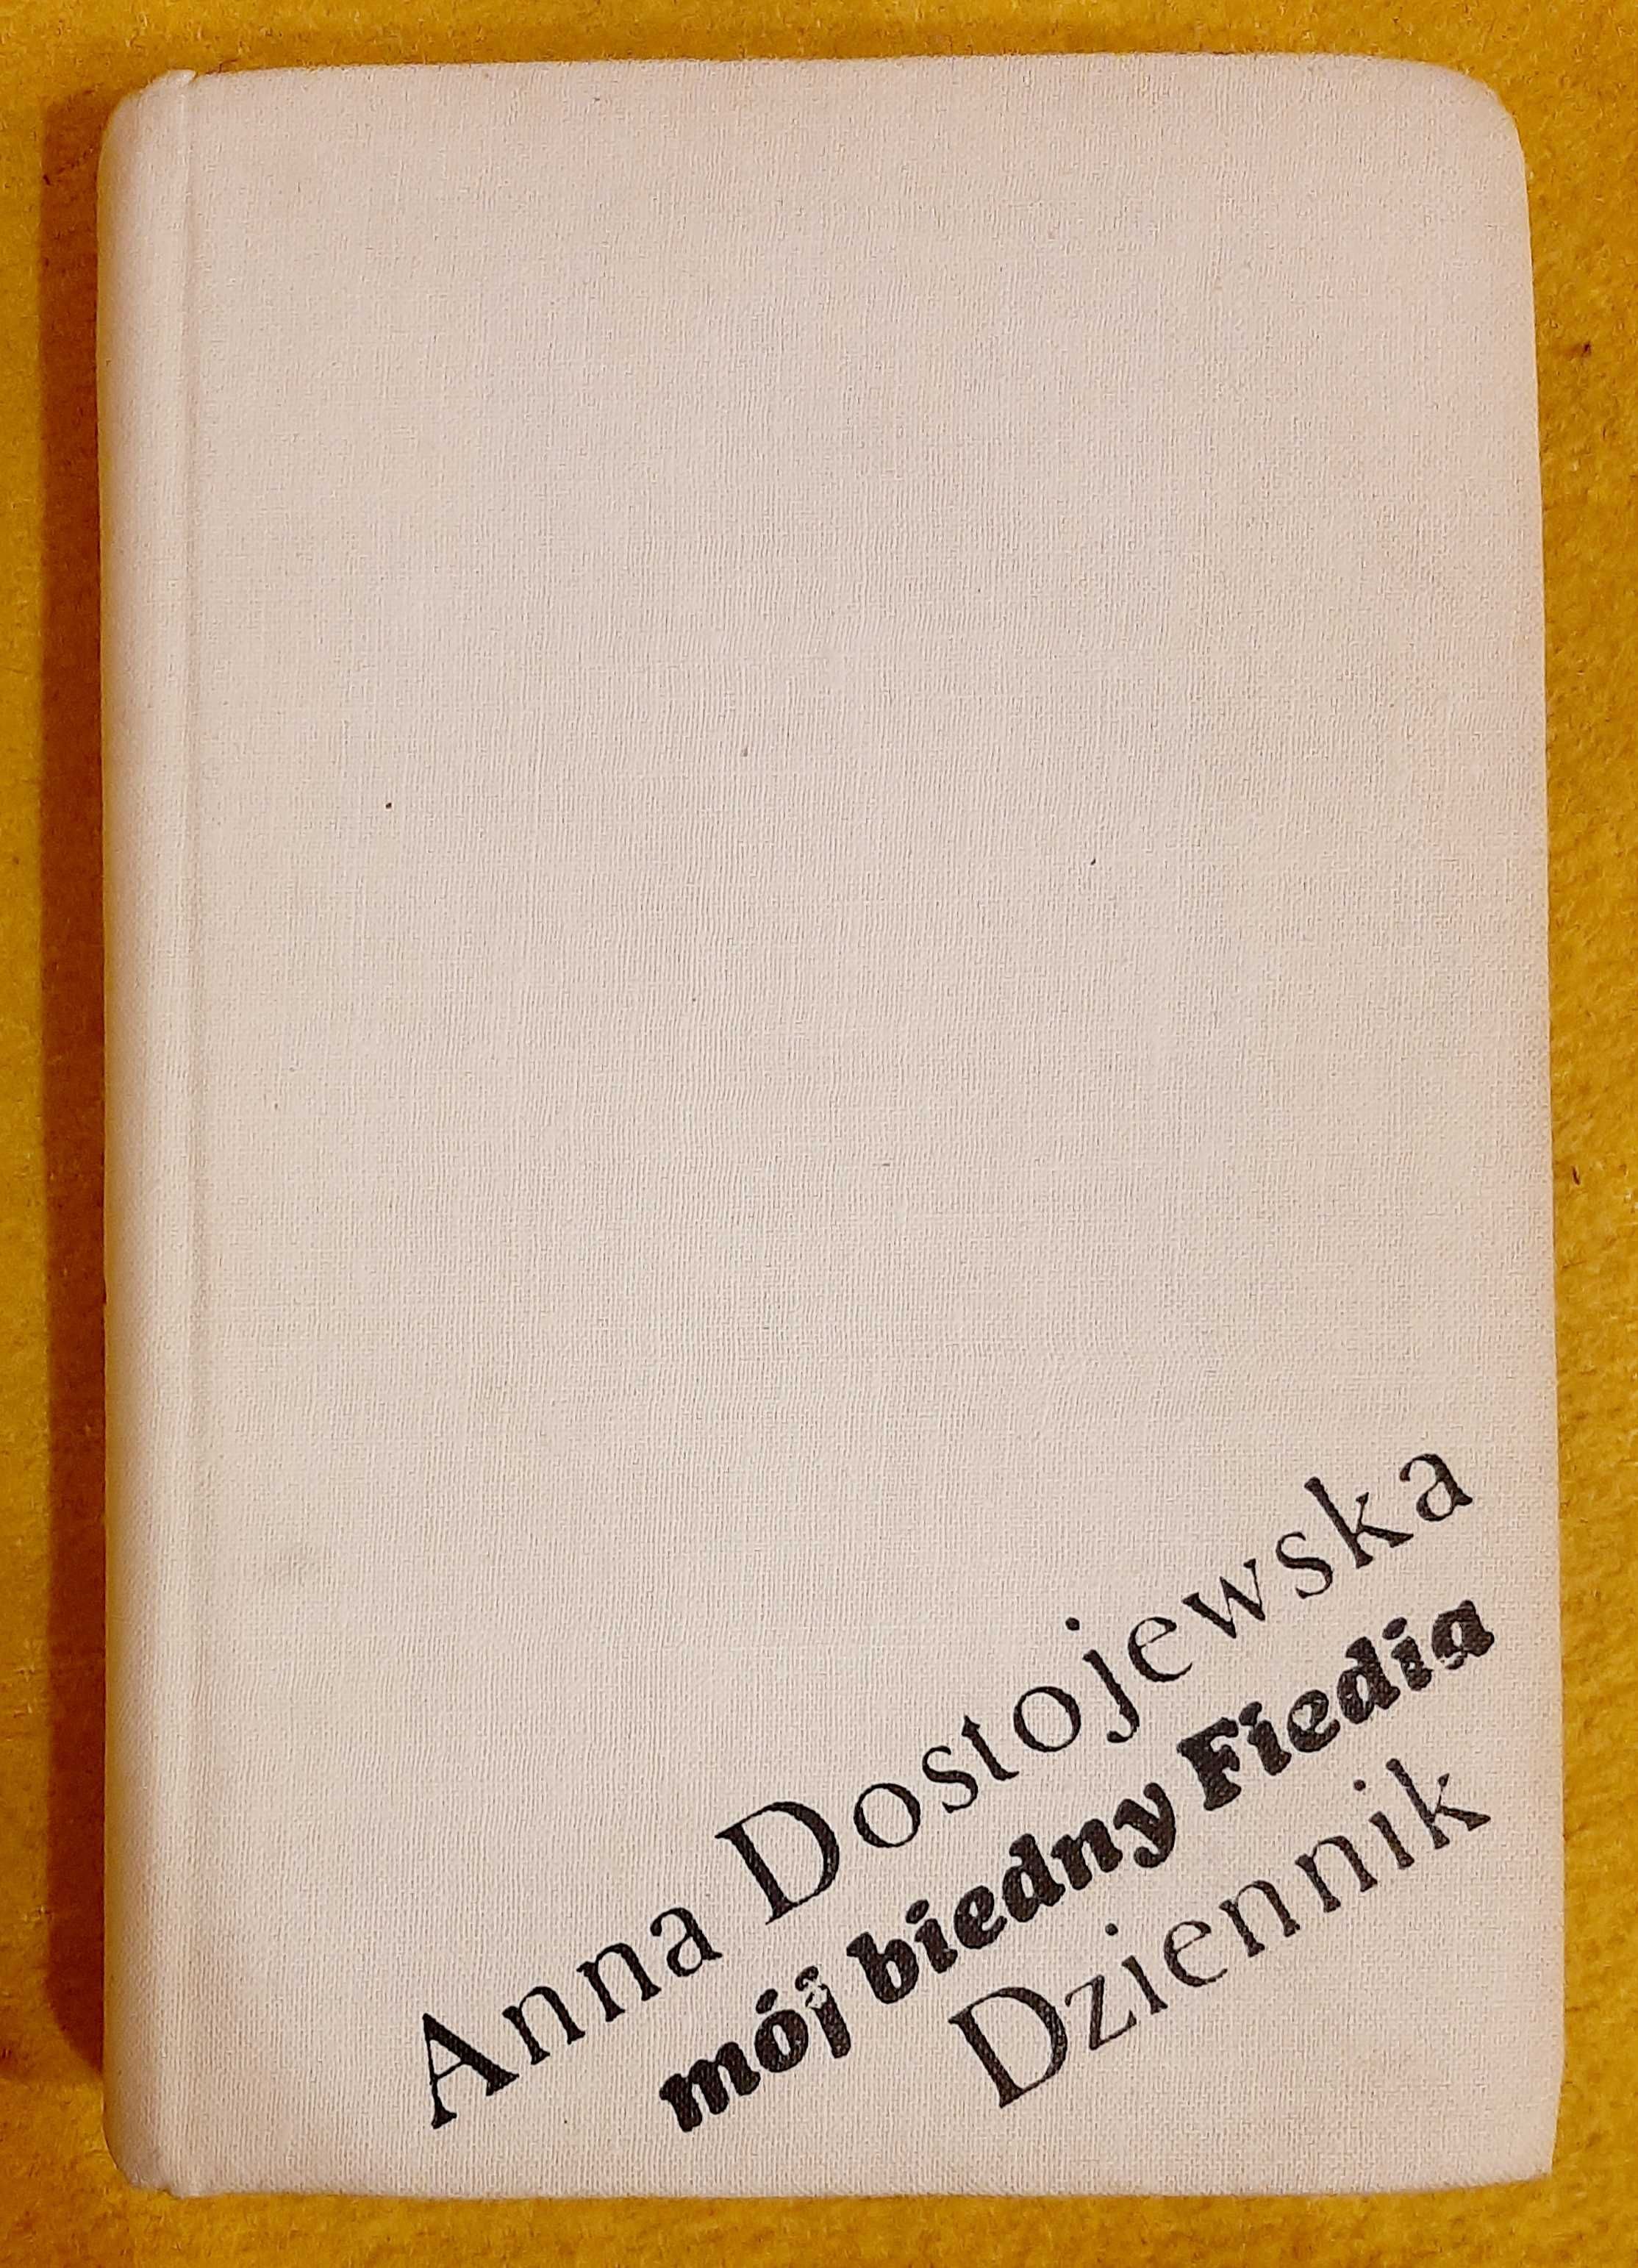 Anna Dostojewska
mój biedny Fiedia
Dziennik